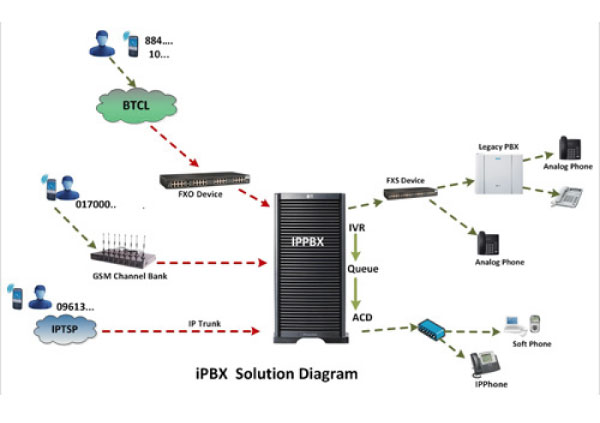 884....
10...
BTCL
FXO Device
017000..
GSM Channel Bank
09613...
IPTSP
IP Trunk
IPPBX
IVR
Queue
ACD
FXS Device
Legacy PBX
Analog Phone
Analog Phone
Soft Phone
IPPhone
iPBX Solution Diagram